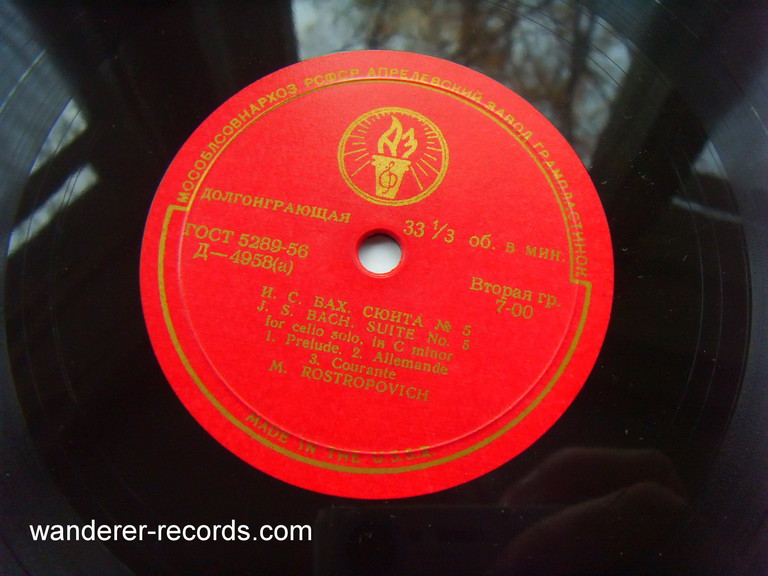 МОСОБЛСОВНАРХОЗ РСФСР АПРЕЛЕВСКИЙ ЗАВОД ГРАМПЛАСТИНОК
АЗ
ДОЛГОИГРАЮЩАЯ
33 1/3 об. в мин.
ГОСТ 5289-56
Д—4958(а)
Вторая гр.
7-00
И. С. БАХ. СЮИТА № 5
J. S. BACH. SUITE No. 5
for cello solo, in C minor
1. Prelude. 2. Allemande
3. Courante
M. ROSTROPOVICH
MADE IN THE U.S.S.R.
wanderer-records.com